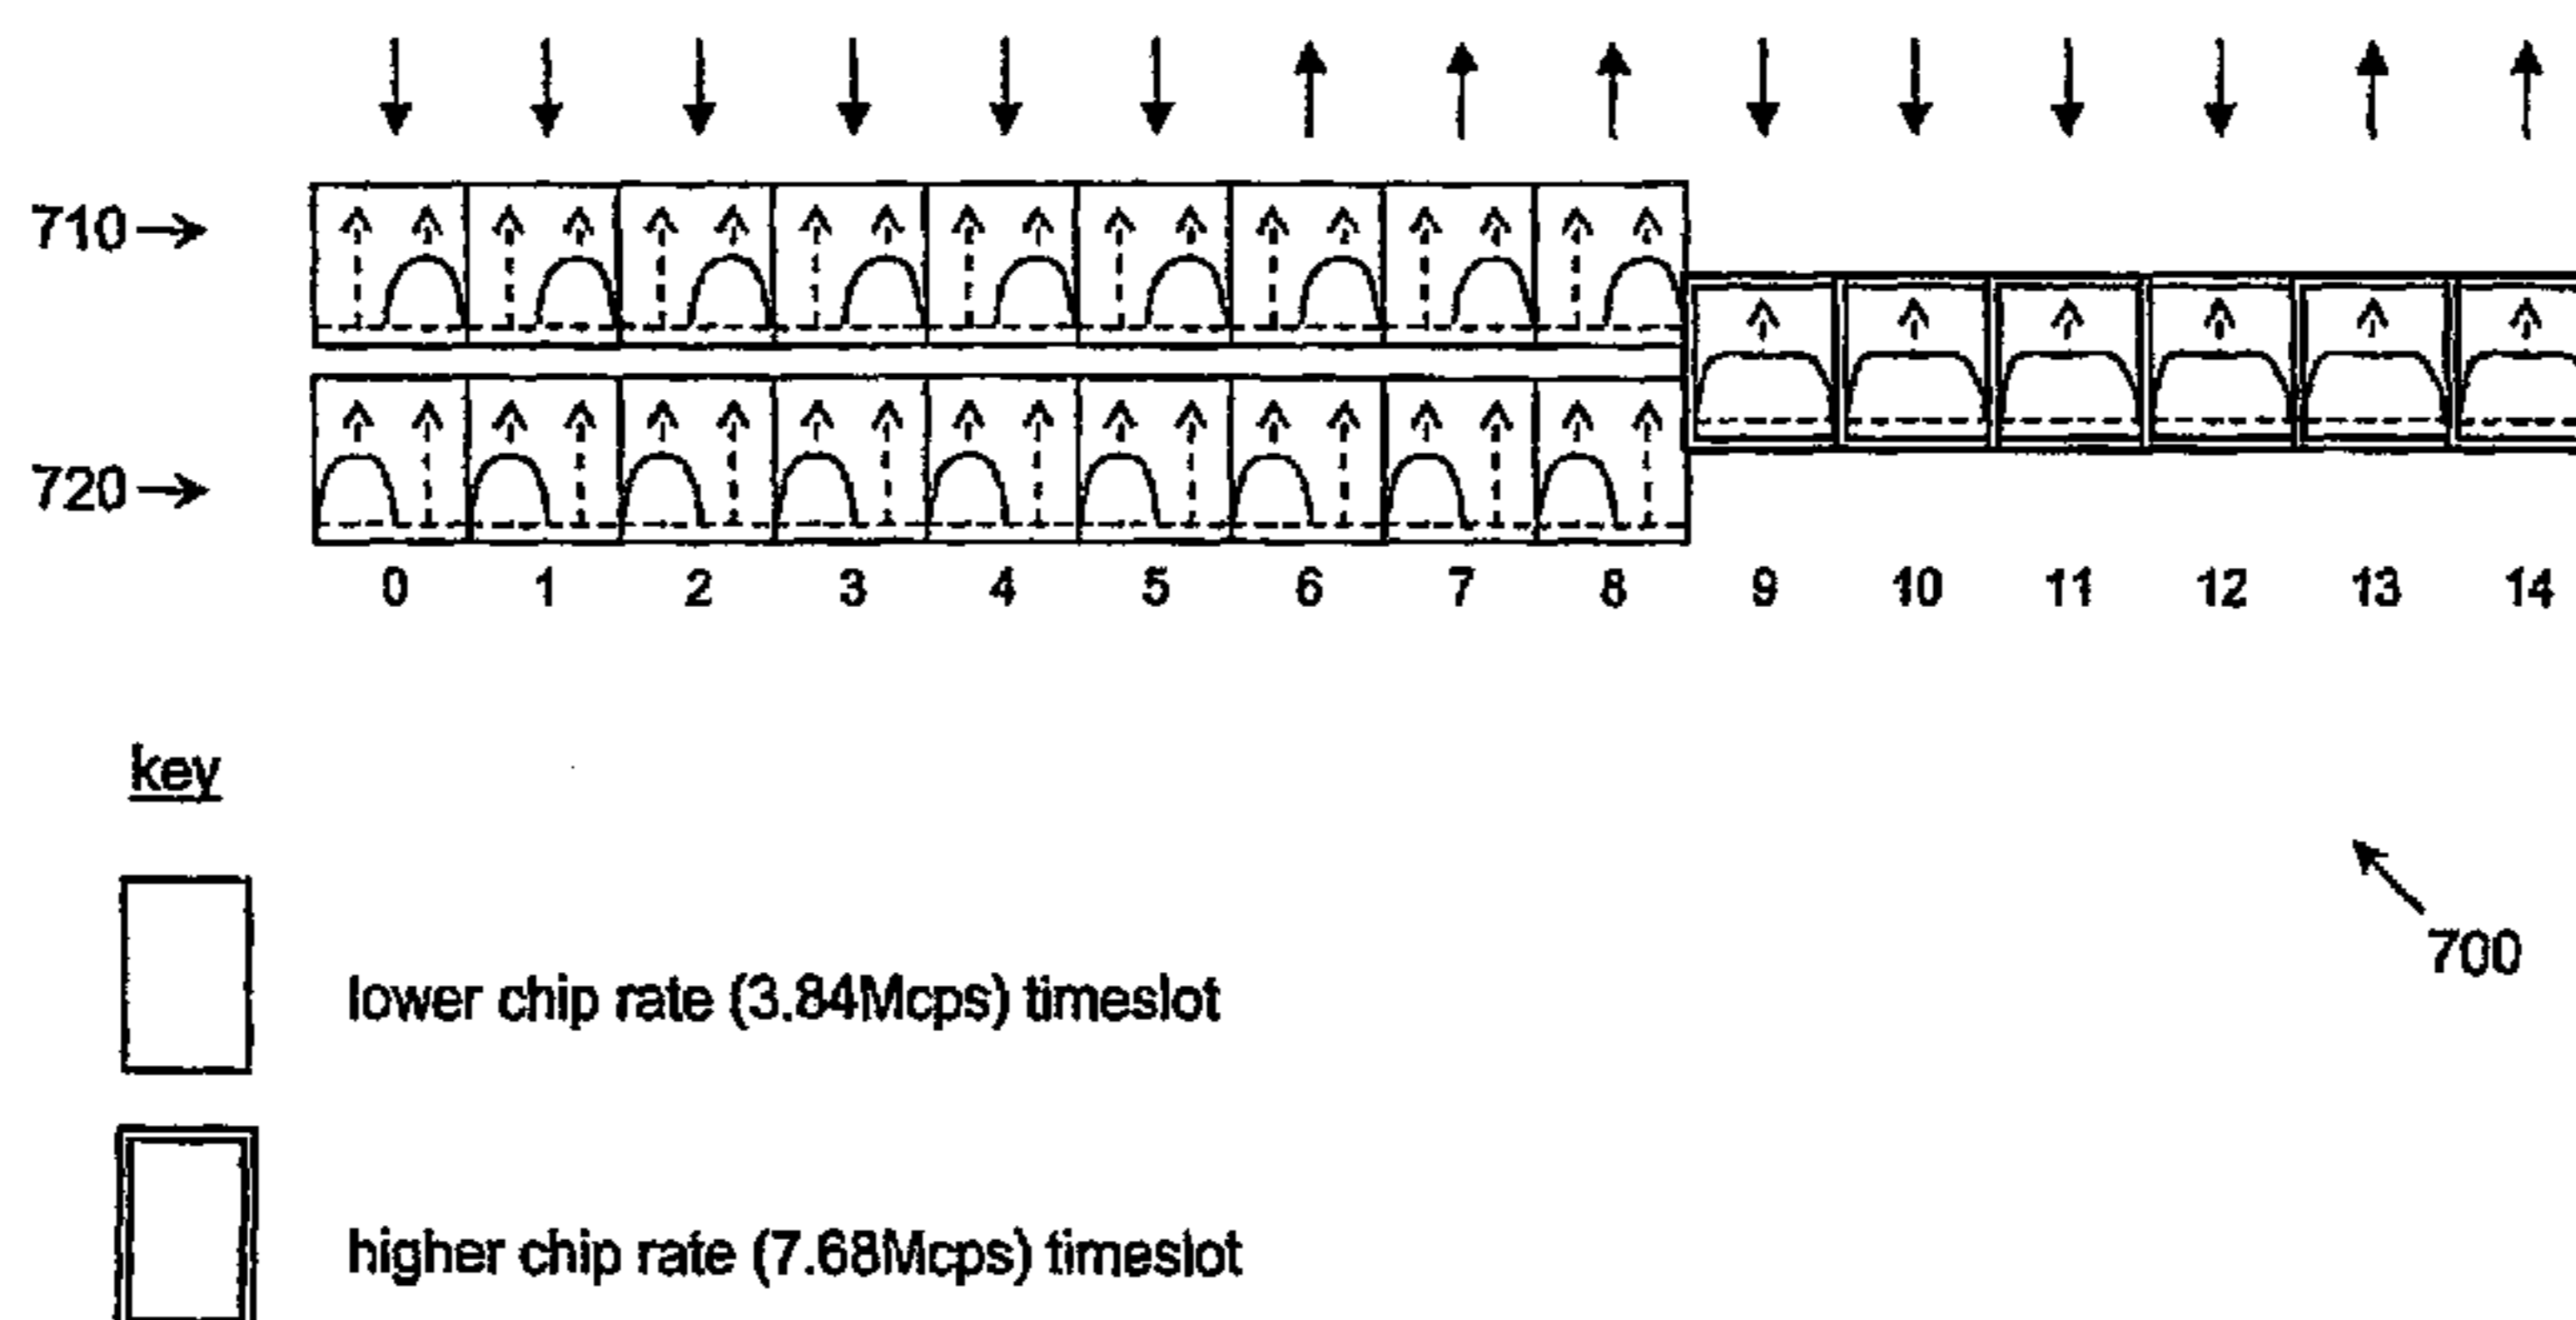 710
720
0 1 2 3 4 5 6 7 8 9 10 11 12 13 14
key
700
lower chip rate (3.84Mcps) timeslot
higher chip rate (7.68Mcps) timeslot